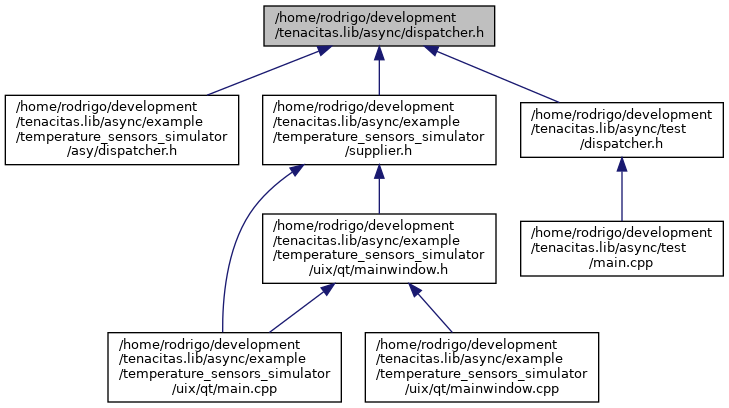 /home/rodrigo/development
/tenacitas.lib/async/dispatcher.h
/home/rodrigo/development
/tenacitas.lib/async/example
/temperature_sensors_simulator
/asy/dispatcher.h
/home/rodrigo/development
/tenacitas.lib/async/example
/temperature_sensors_simulator
/supplier.h
/home/rodrigo/development
/tenacitas.lib/async/test
/dispatcher.h
/home/rodrigo/development
/tenacitas.lib/async/example
/temperature_sensors_simulator
/uix/qt/mainwindow.h
/home/rodrigo/development
/tenacitas.lib/async/test
/main.cpp
/home/rodrigo/development
/tenacitas.lib/async/example
/temperature_sensors_simulator
/uix/qt/main.cpp
/home/rodrigo/development
/tenacitas.lib/async/example
/temperature_sensors_simulator
/uix/qt/mainwindow.cpp